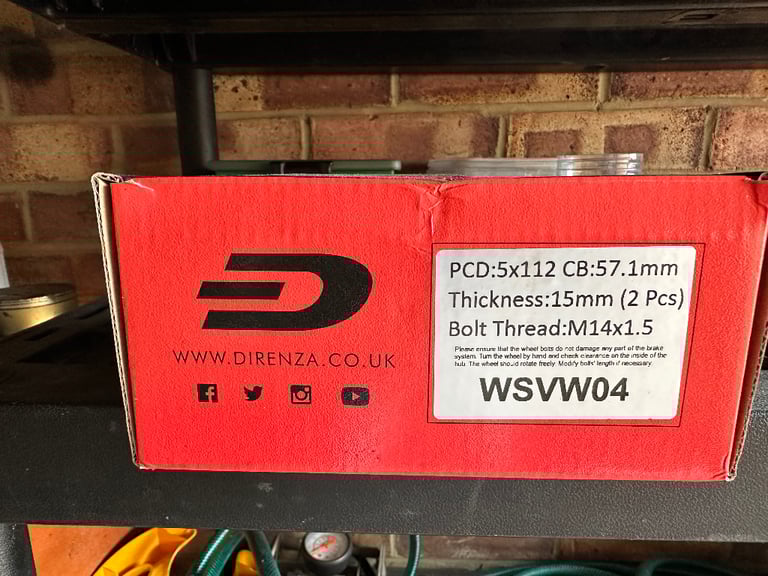 WWW.DIRENZA.CO.UK
PCD:5x112 CB:57.1mm
Thickness:15mm (2 Pcs)
Bolt Thread:M14x1.5
Please ensure that the wheel bolts do not damage any part of the brake
system. Turn the wheel by hand and check clearance on the inside of the
hub. The wheel should rotate freely. Modify bolts' length if necessary.
WSVW04